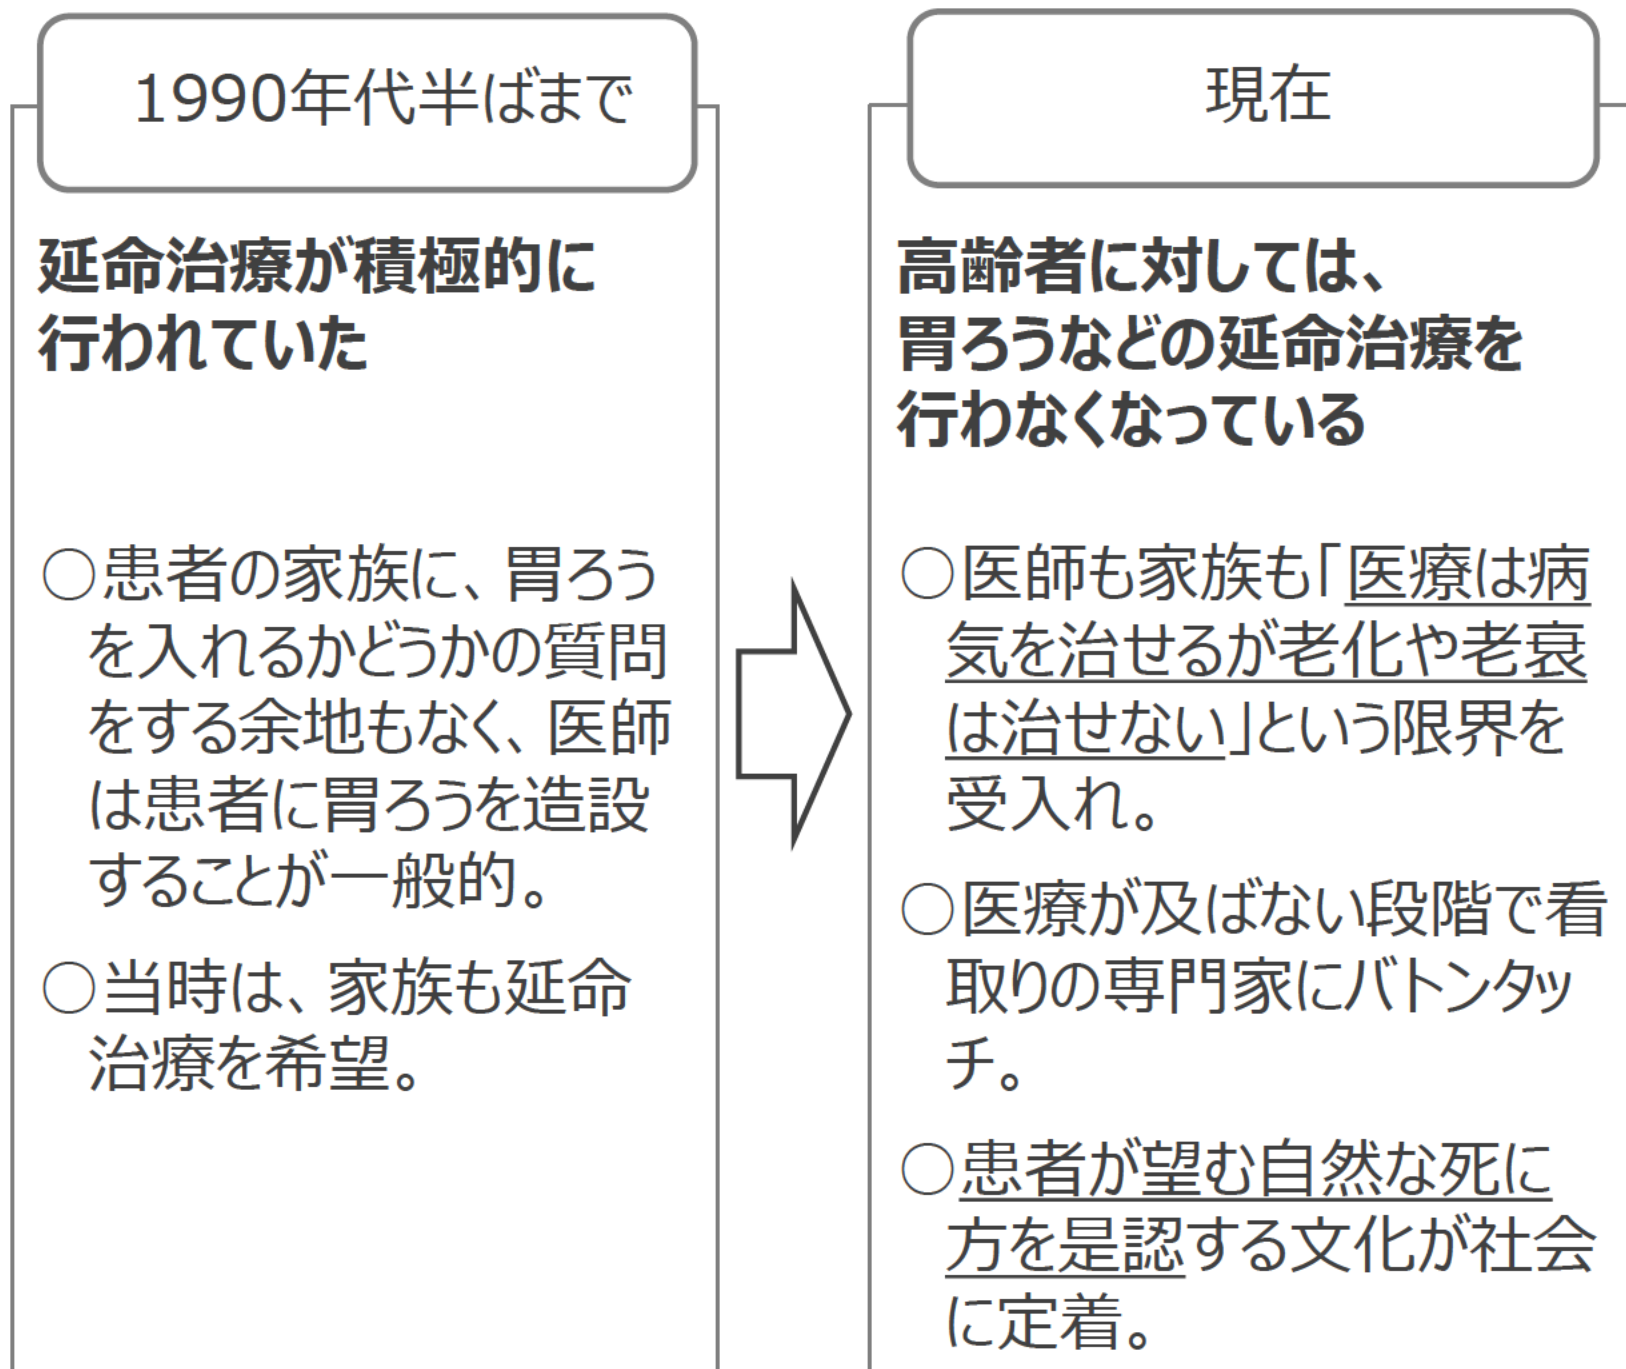 1990年代半ばまで
延命治療が積極的に
行われていた
○患者の家族に、胃ろう
を入れるかどうかの質問
をする余地もなく、医師
は患者に胃ろうを造設
することが一般的。
○当時は、家族も延命
治療を希望。
現在
高齢者に対しては、
胃ろうなどの延命治療を
行わなくなっている
○医師も家族も「医療は病
気を治せるが老化や老衰
は治せない」という限界を
受入れ。
○医療が及ばない段階で看
取りの専門家にバトンタッ
チ。
○患者が望む自然な死に
方を是認する文化が社会
に定着。